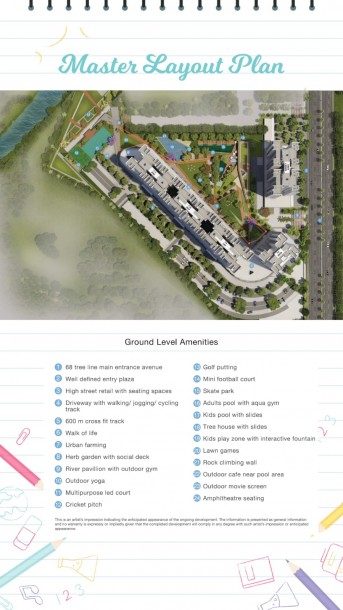 Master Layout Plan
Ground Level Amenities
1 68 tree line main entrance avenue
2 Well defined entry plaza
3 High street retail with seating spaces
4 Driveway with walking/ jogging/ cycling
track
5 600 m cross fit track
6 Walk of life
7 Urban farming
8 Herb garden with social deck
9 River pavilion with outdoor gym
10 Outdoor yoga
11 Multipurpose led court
12 Cricket pitch
13 Golf putting
14 Mini football court
15 Skate park
16 Adults pool with aqua gym
17 Kids pool with slides
18 Tree house with slides
19 Kids play zone with interactive fountain
20 Lawn games
21 Rock climbing wall
22 Outdoor cafe near pool area
23 Outdoor movie screen
24 Amphitheatre seating
This is an artist's impression indicating the anticipated appearance of the ongoing development. The information is presented as general information
and no warranty is expressly or impliedly given that the completed development will comply in any degree with such artist's impression or anticipated
appearance.